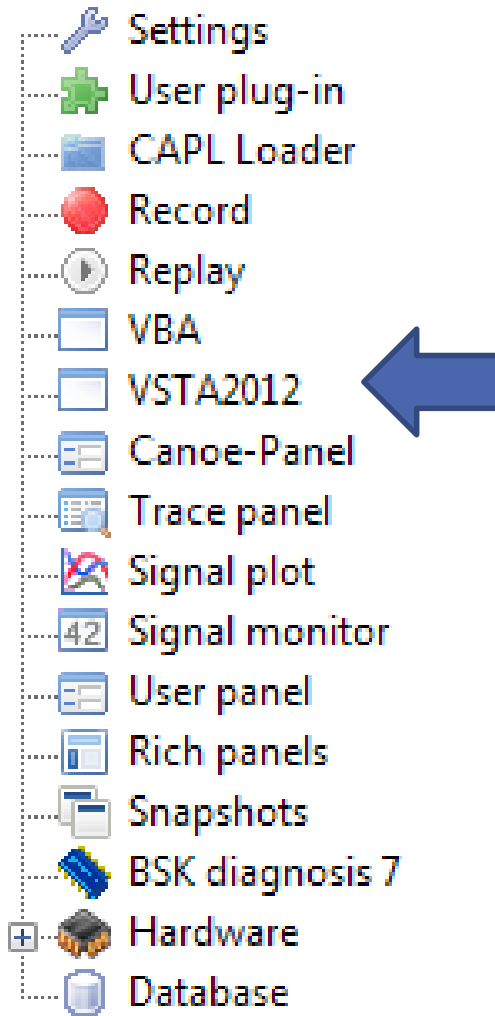 Settings
User plug-in
CAPL Loader
Record
Replay
VBA
VSTA2012
Canoe-Panel
Trace panel
Signal plot
42 Signal monitor
User panel
Rich panels
Snapshots
BSK diagnosis 7
Hardware
Database